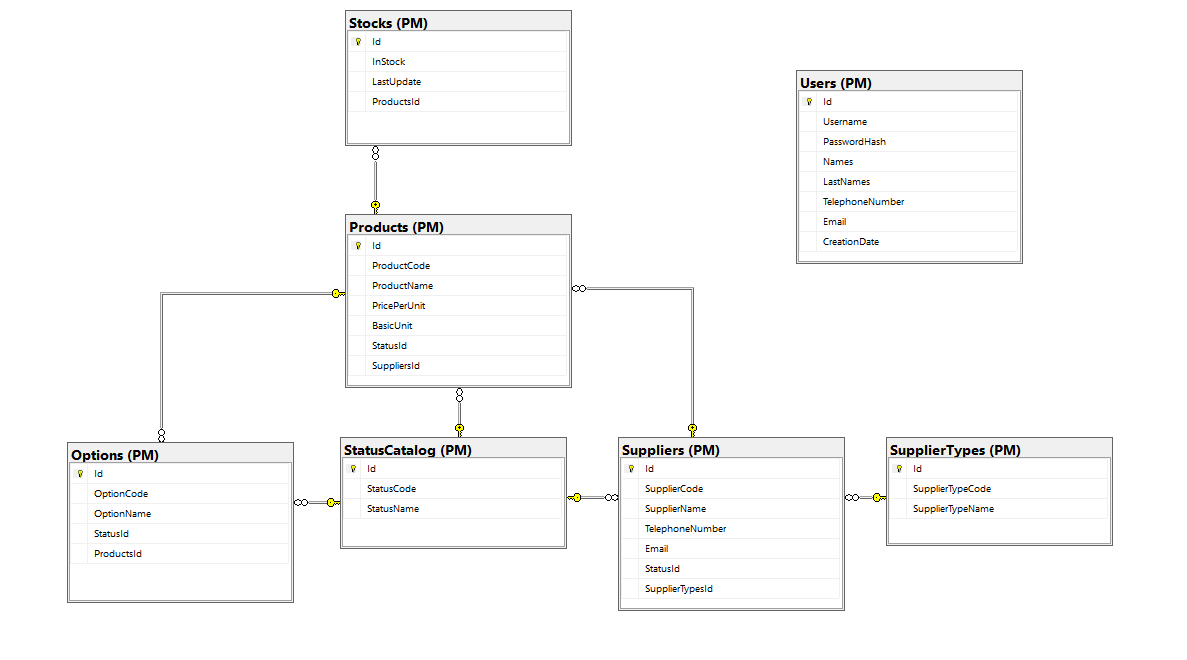 Stocks (PM)
Id
InStock
LastUpdate
ProductsId
Users (PM)
Id
Username
PasswordHash
Names
LastNames
TelephoneNumber
Email
CreationDate
Products (PM)
Id
ProductCode
ProductName
PricePerUnit
BasicUnit
StatusId
SuppliersId
Options (PM)
Id
OptionCode
OptionName
StatusId
ProductsId
StatusCatalog (PM)
Id
StatusCode
StatusName
Suppliers (PM)
Id
SupplierCode
SupplierName
TelephoneNumber
Email
StatusId
SupplierTypesId
SupplierTypes (PM)
Id
SupplierTypeCode
SupplierTypeName